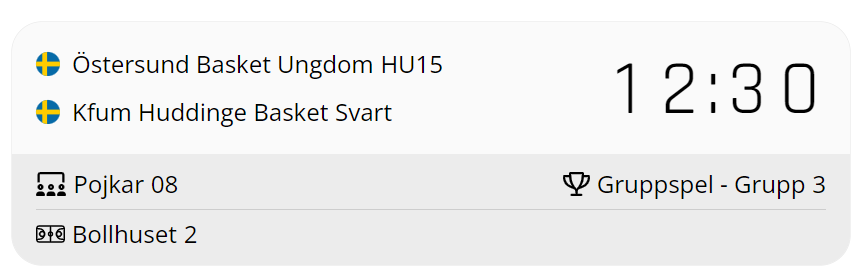 Östersund Basket Ungdom HU15
Kfum Huddinge Basket Svart
12:30
Pojkar 08
Gruppspel - Grupp 3
Bollhuset 2